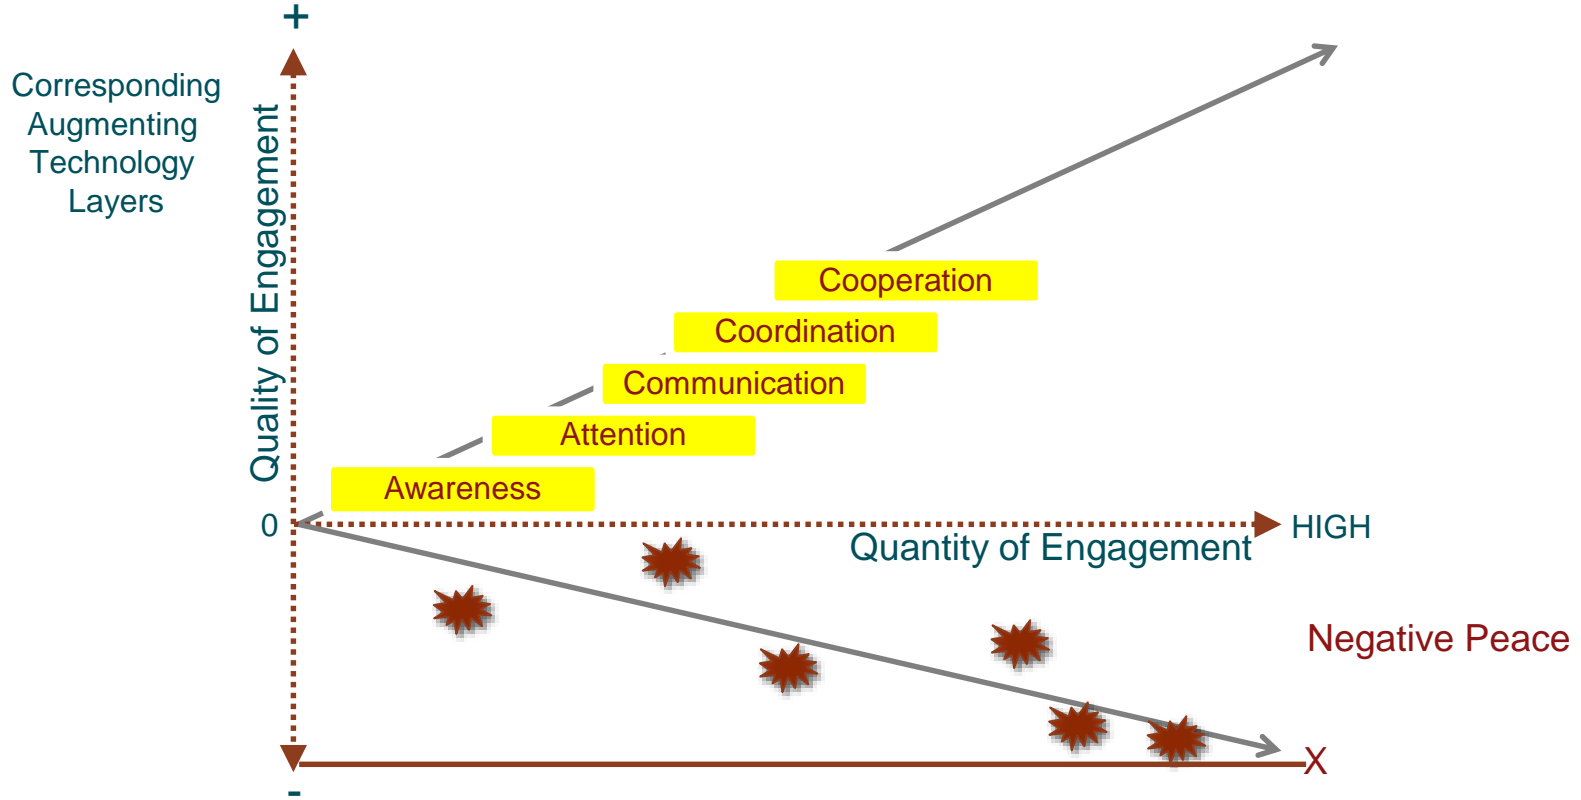 +
Corresponding
Augmenting
Technology
Layers
Quality of Engagement
Cooperation
Coordination
Communication
Attention
Awareness
0
HIGH
Quantity of Engagement
Negative Peace
X
-